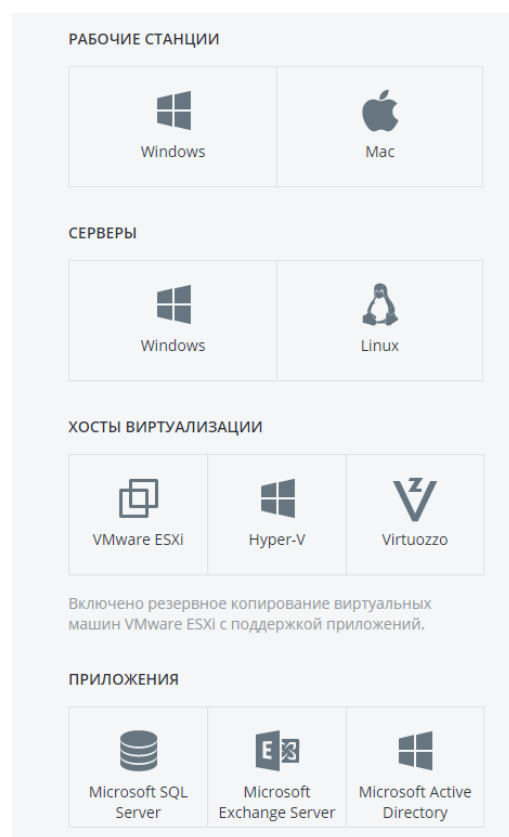 РАБОЧИЕ СТАНЦИИ
Windows
Mac
СЕРВЕРЫ
Windows
Linux
ХОСТЫ ВИРТУАЛИЗАЦИИ
VMware ESXi
Hyper-V
Virtuozzo
Включено резервное копирование виртуальных
машин VMware ESXi с поддержкой приложений.
ПРИЛОЖЕНИЯ
Microsoft SQL
Server
Microsoft
Exchange Server
Microsoft Active
Directory